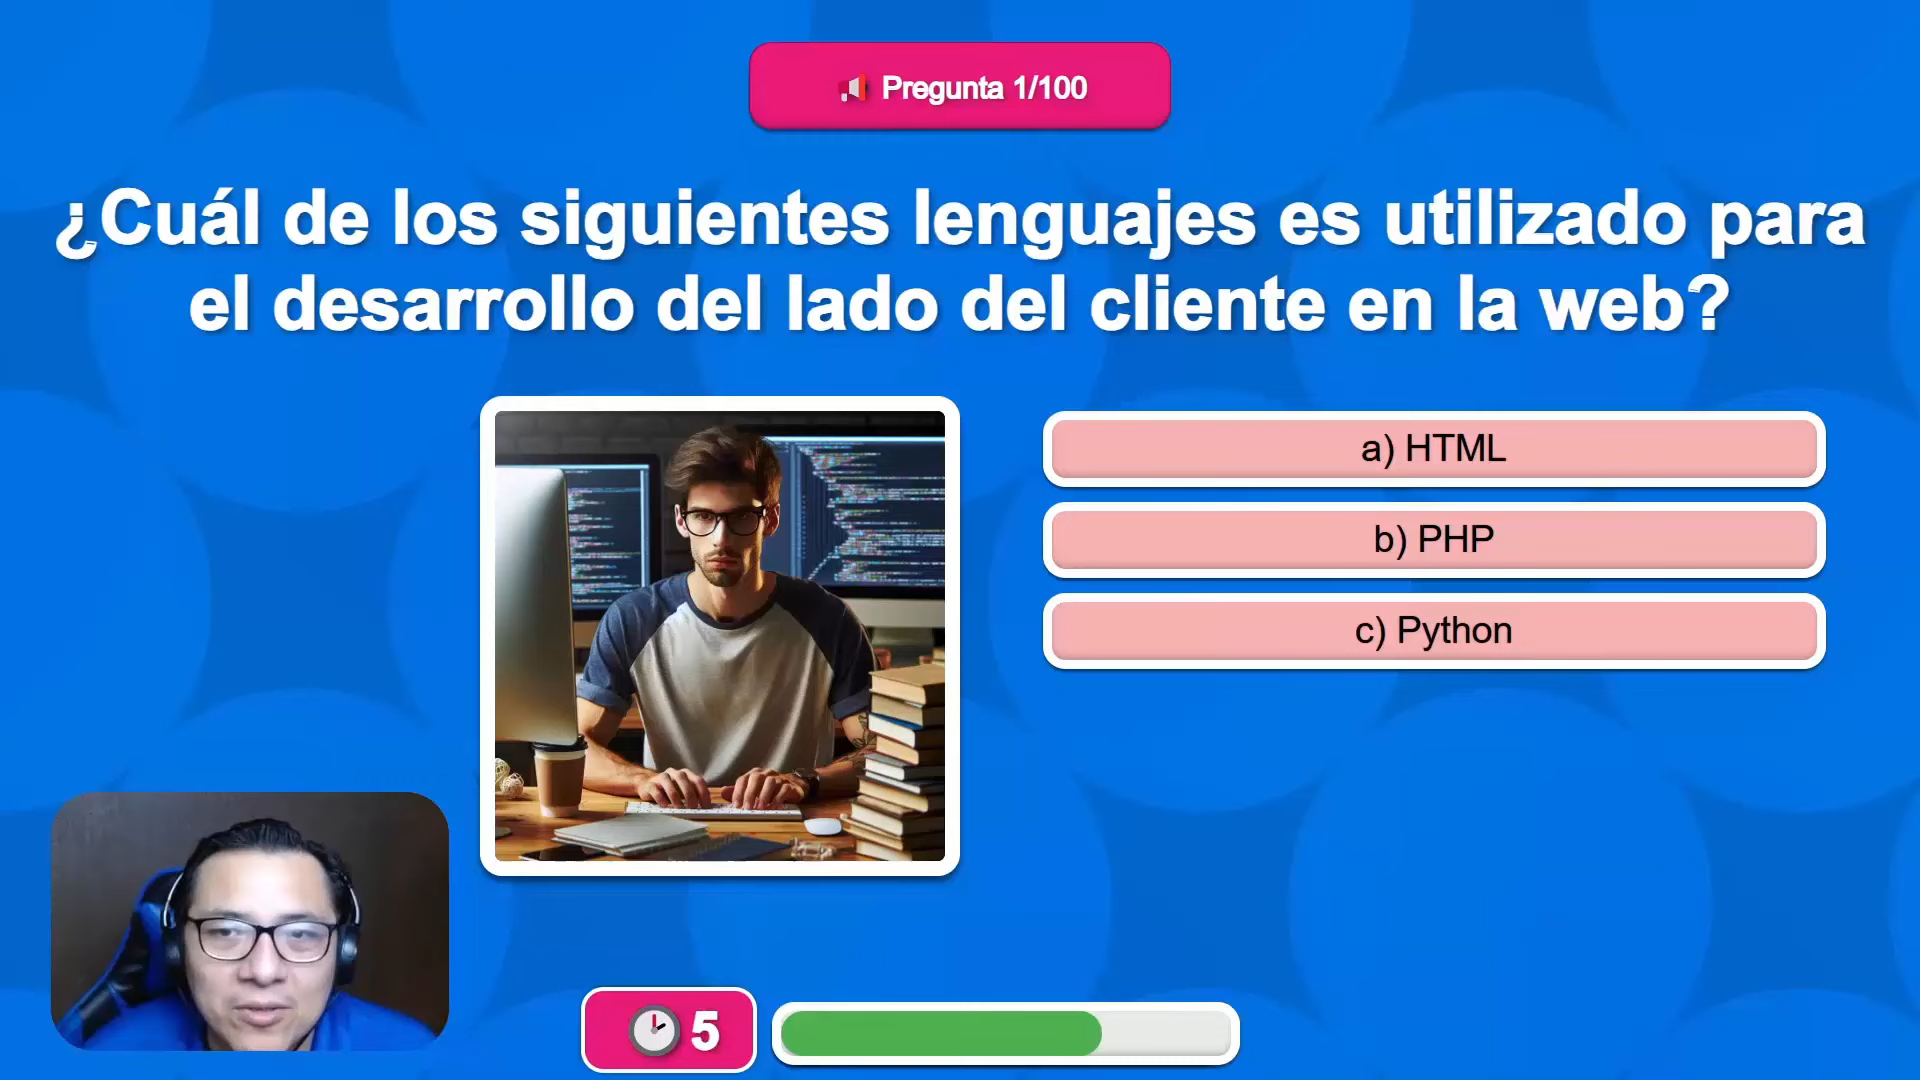 Pregunta 1/100
¿Cuál de los siguientes lenguajes es utilizado para
el desarrollo del lado del cliente en la web?
a) HTML
b) PHP
c) Python
5